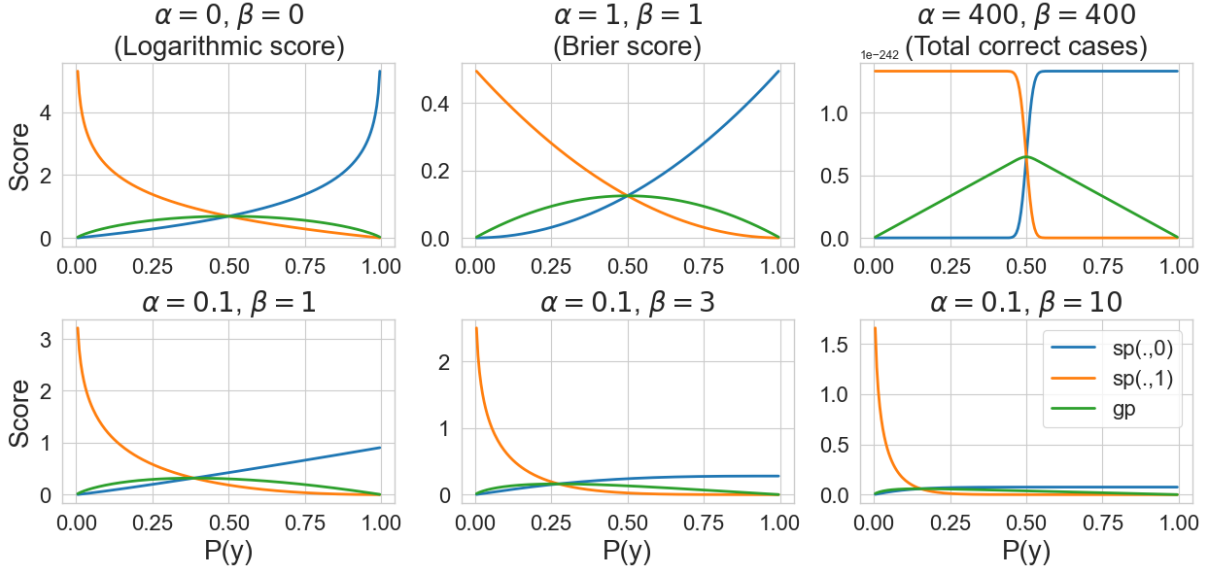 α = 0, β = 0
(Logarithmic score)
α = 1, β = 1
(Brier score)
α = 400, β = 400
(Total correct cases)
1e−242
Score
4
2
0
0.00 0.25 0.50 0.75 1.00
0.4
0.2
0.0
0.00 0.25 0.50 0.75 1.00
1.0
0.5
0.0
0.00 0.25 0.50 0.75 1.00
α = 0.1, β = 1
α = 0.1, β = 3
α = 0.1, β = 10
Score
3
2
1
0
0.00 0.25 0.50 0.75 1.00
P(y)
2
1
0
0.00 0.25 0.50 0.75 1.00
P(y)
1.5
1.0
0.5
0.0
0.00 0.25 0.50 0.75 1.00
P(y)
sp(.,0)
sp(.,1)
gp